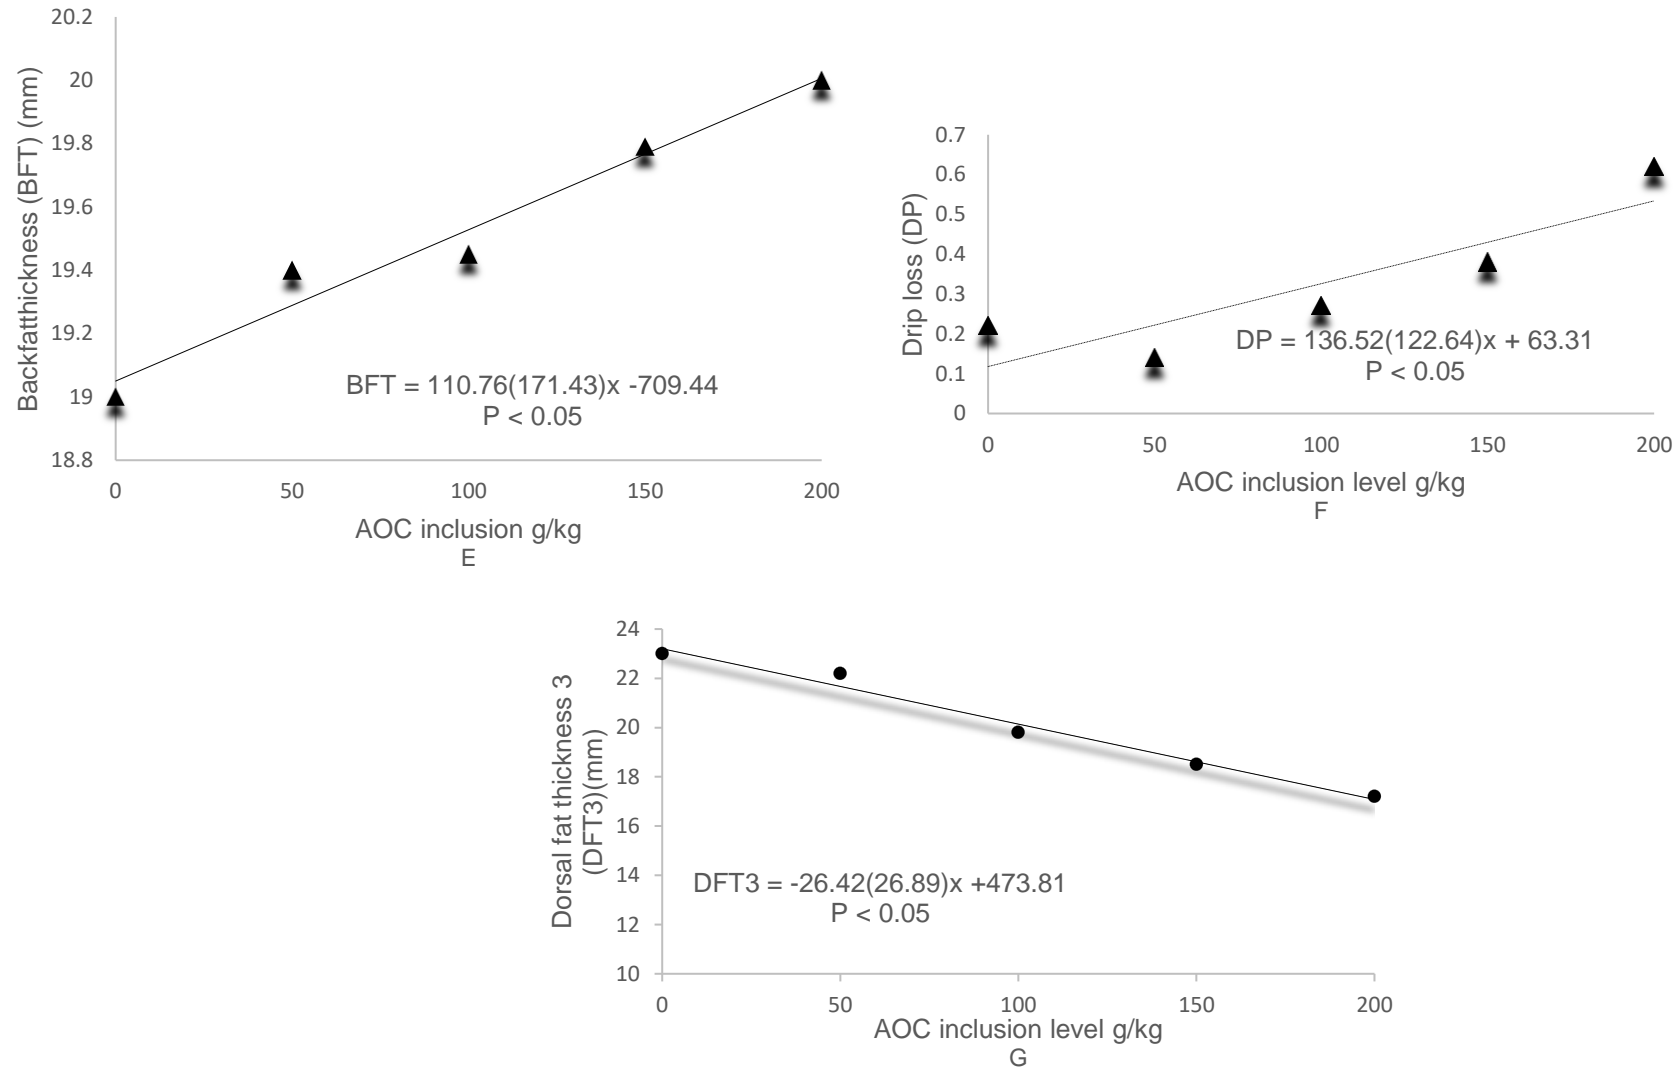 Backfatthickness (BFT) (mm)
20.2
20
19.8
19.6
19.4
19.2
19
18.8
BFT = 110.76(171.43)x -709.44
P < 0.05
0 50 100 150 200
AOC inclusion g/kg
E
Drip loss (DP)
0.7
0.6
0.5
0.4
0.3
0.2
0.1
0
DP = 136.52(122.64)x + 63.31
P < 0.05
0 50 100 150 200
AOC inclusion level g/kg
F
Dorsal fat thickness 3
(DFT3)(mm)
24
22
20
18
16
14
12
10
DFT3 = -26.42(26.89)x +473.81
P < 0.05
0 50 100 150 200
AOC inclusion level g/kg
G